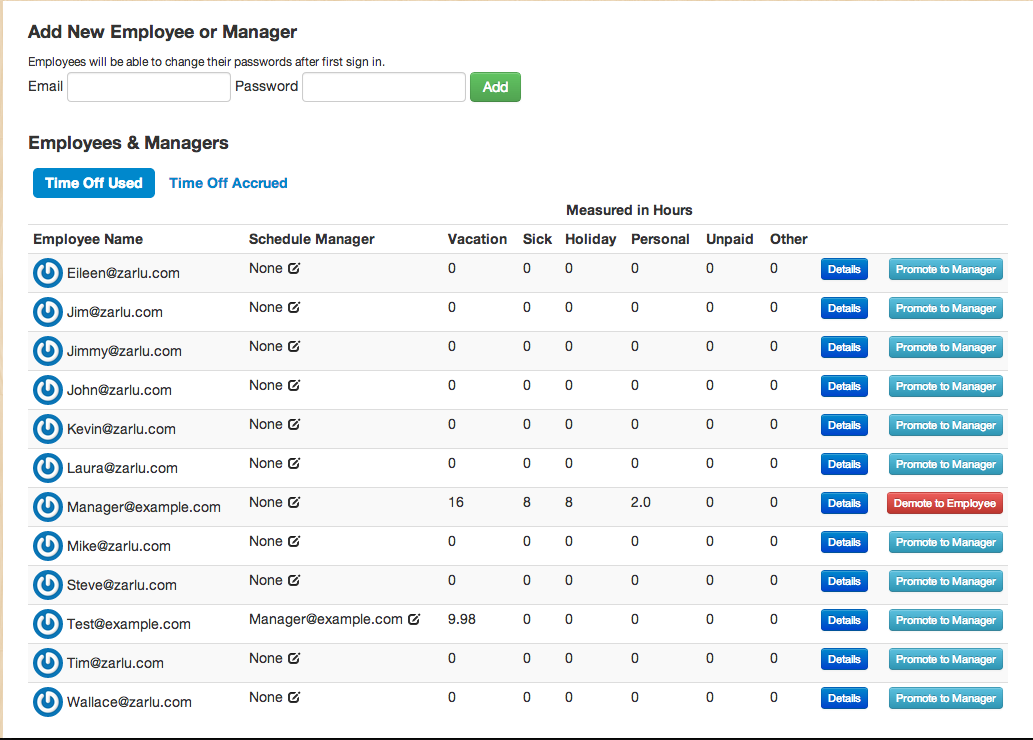 Add New Employee or Manager
Employees will be able to change their passwords after first sign in.
Email Password Add
Employees & Managers
Time Off Used Time Off Accrued
Measured in Hours
Employee Name Schedule Manager Vacation Sick Holiday Personal Unpaid Other
Eileen@zarlu.com None 0 0 0 0 0 0 Details Promote to Manager
Jim@zarlu.com None 0 0 0 0 0 0 Details Promote to Manager
Jimmy@zarlu.com None 0 0 0 0 0 0 Details Promote to Manager
John@zarlu.com None 0 0 0 0 0 0 Details Promote to Manager
Kevin@zarlu.com None 0 0 0 0 0 0 Details Promote to Manager
Laura@zarlu.com None 0 0 0 0 0 0 Details Promote to Manager
Manager@example.com None 16 8 8 2.0 0 0 Details Demote to Employee
Mike@zarlu.com None 0 0 0 0 0 0 Details Promote to Manager
Steve@zarlu.com None 0 0 0 0 0 0 Details Promote to Manager
Test@example.com Manager@example.com 9.98 0 0 0 0 0 Details Promote to Manager
Tim@zarlu.com None 0 0 0 0 0 0 Details Promote to Manager
Wallace@zarlu.com None 0 0 0 0 0 0 Details Promote to Manager